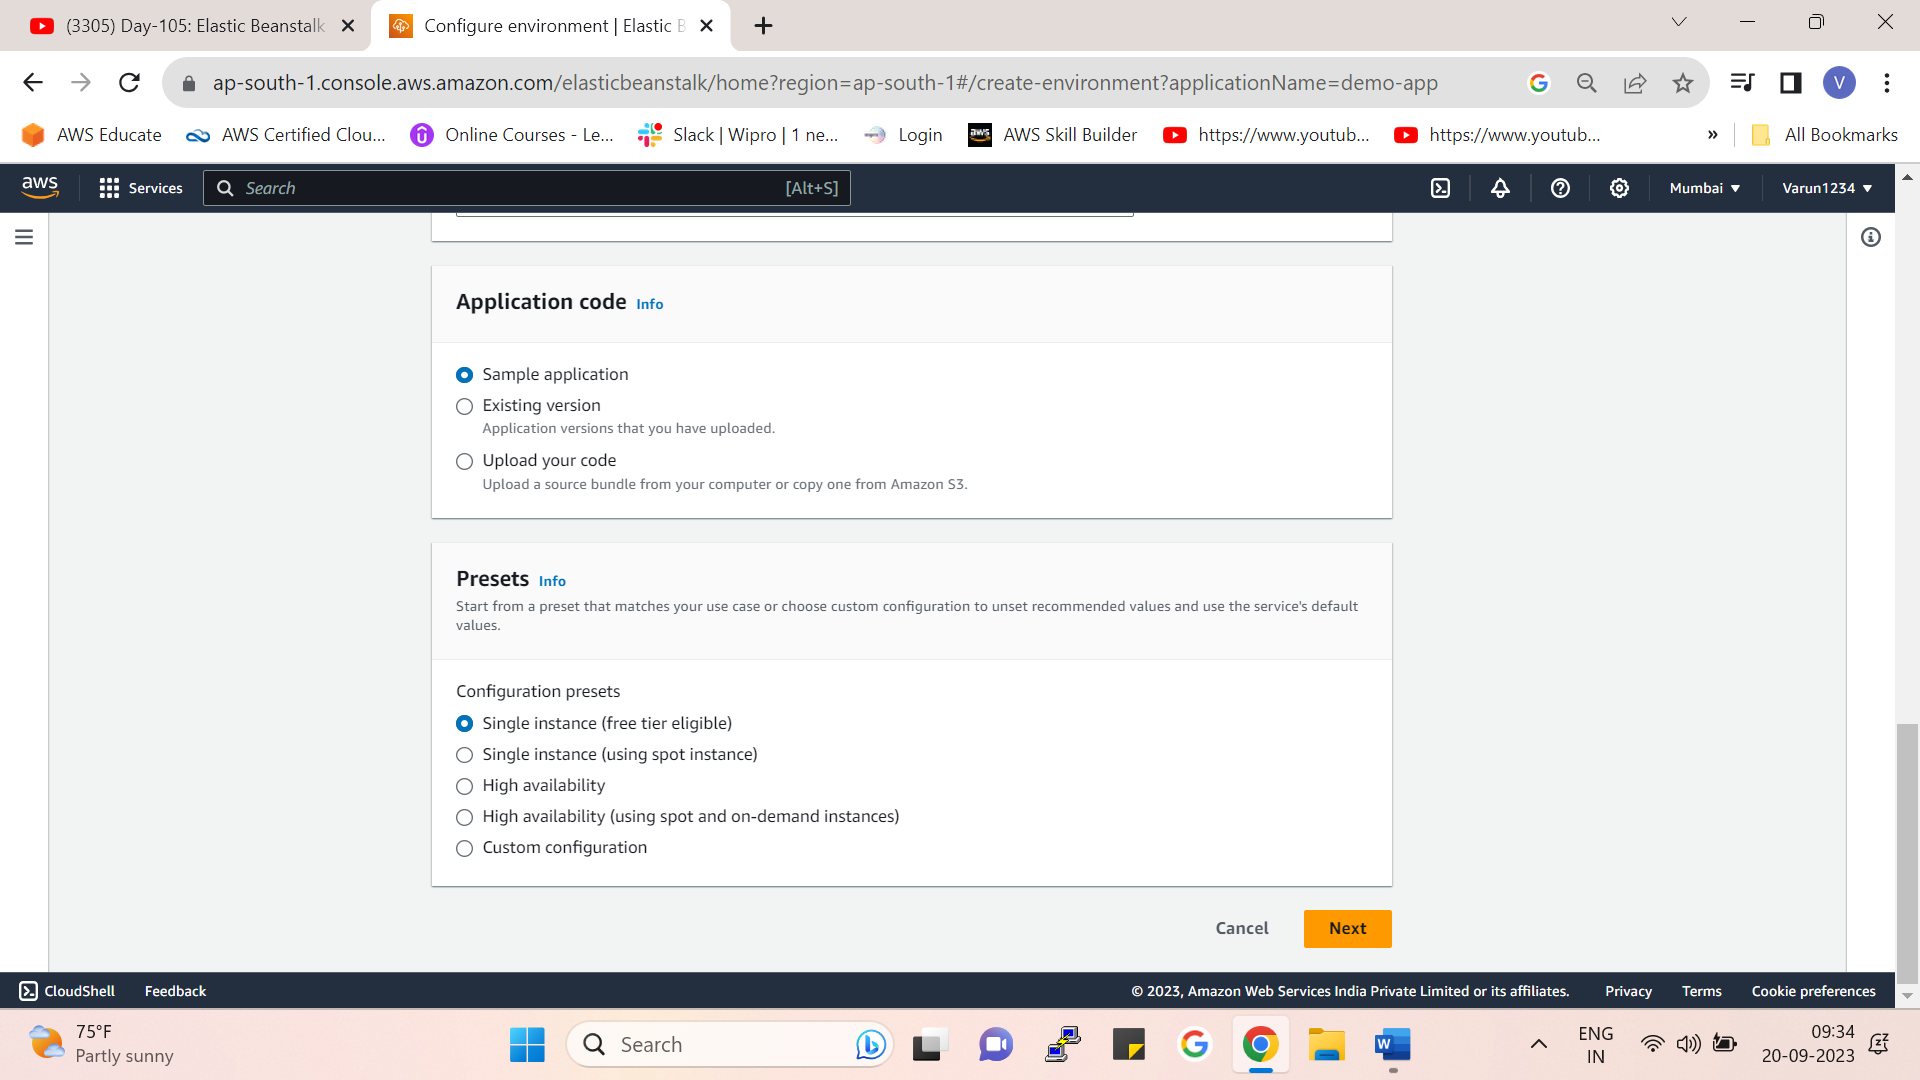 (3305) Day-105: Elastic Beanstalk
Configure environment | Elastic B
ap-south-1.console.aws.amazon.com/elasticbeanstalk/home?region=ap-south-1#/create-environment?applicationName=demo-app
V
AWS Educate
AWS Certified Clou...
Online Courses - Le...
Slack | Wipro | 1 ne...
Login
AWS Skill Builder
https://www.youtub...
https://www.youtub...
»
All Bookmarks
aws
Services
Search
[Alt+S]
Mumbai
Varun1234
Application code Info
Sample application
Existing version
Application versions that you have uploaded.
Upload your code
Upload a source bundle from your computer or copy one from Amazon S3.
Presets Info
Start from a preset that matches your use case or choose custom configuration to unset recommended values and use the service's default
values.
Configuration presets
Single instance (free tier eligible)
Single instance (using spot instance)
High availability
High availability (using spot and on-demand instances)
Custom configuration
Cancel
Next
CloudShell
Feedback
© 2023, Amazon Web Services India Private Limited or its affiliates.
Privacy
Terms
Cookie preferences
75°F
Partly sunny
Search
ENG
IN
09:34
20-09-2023